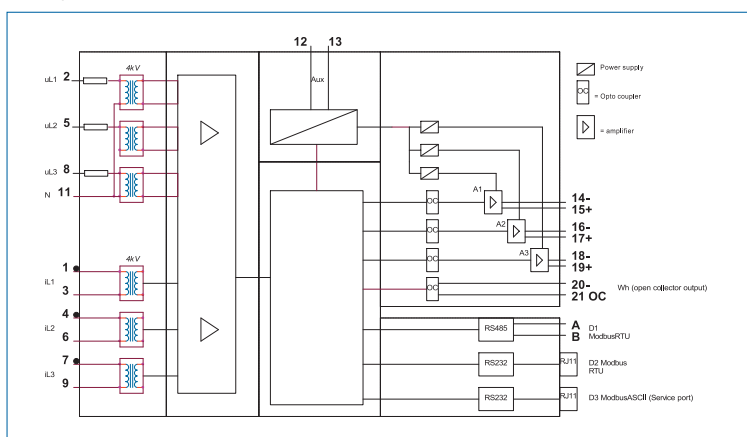 12 13
4kV
uL1 2
Aux
Power supply
OC = Opto coupler
uL2 5
= amplifier
uL3 8
N 11
A1
OC
14-
15+
A2
OC
16-
17+
A3
OC
18-
19+
4kV
1
iL1
3
OC
20-
21 OC
Wh (open collector output)
4
iL2
6
RS485
A
B
D1
ModbusRTU
7
iL3
9
RS232
RJ11
D2 Modbus
RTU
RS232
RJ11
D3 ModbusASCII (Service port)